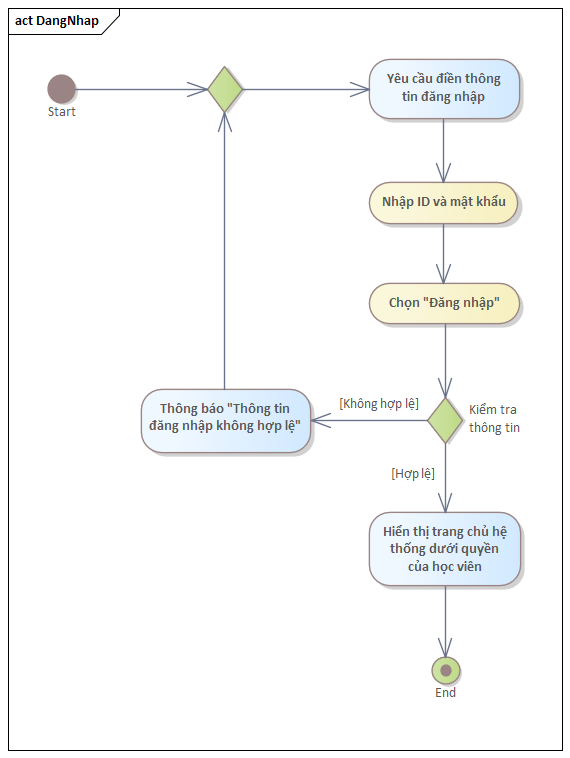 act DangNhap
Start
Yêu cầu điền thông
tin đăng nhập
Nhập ID và mật khẩu
Chọn "Đăng nhập"
Thông báo "Thông tin
đăng nhập không hợp lệ"
[Không hợp lệ]
Kiểm tra
thông tin
[Hợp lệ]
Hiển thị trang chủ hệ
thống dưới quyền
của học viên
End